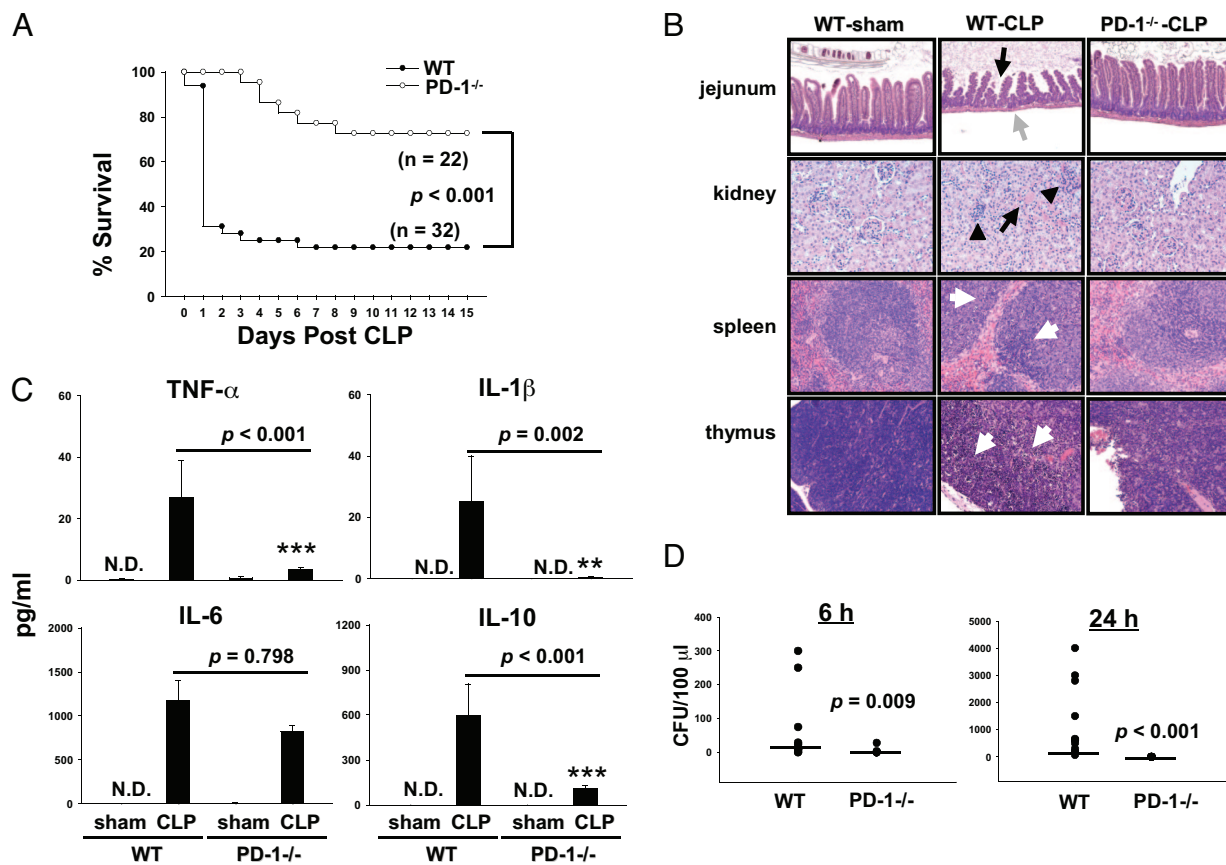 A
100
80
60
40
20
0
% Survival
WT
PD-1-/-
(n = 22)
p < 0.001
(n = 32)
0 1 2 3 4 5 6 7 8 9 10 11 12 13 14 15
Days Post CLP
B
WT-sham WT-CLP PD-1-/--CLP
jejunum
kidney
spleen
thymus
C
pg/ml
TNF-α
60
40
20
0
p < 0.001
N.D.
***
IL-1β
60
40
20
0
p = 0.002
N.D.
N.D. **
IL-6
2000
1500
1000
500
0
p = 0.798
N.D.
sham CLP sham CLP
WT PD-1-/-
IL-10
1200
900
600
300
0
p < 0.001
N.D.
N.D.
***
sham CLP sham CLP
WT PD-1-/-
D
CFU/100 µl
6 h
400
300
200
100
0
p = 0.009
WT PD-1-/-
24 h
5000
4000
3000
2000
1000
0
p < 0.001
WT PD-1-/-